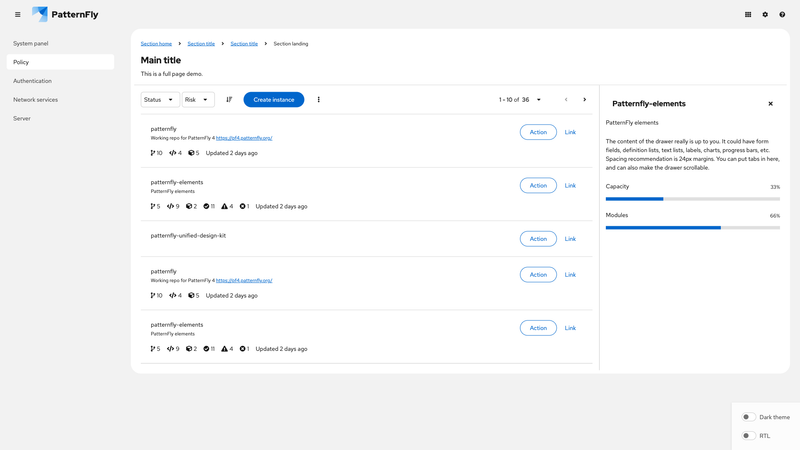 PatternFly
System panel
Policy
Authentication
Network services
Server
Section home Section title Section title Section landing
Main title
This is a full page demo.
Status Risk Create instance 1 - 10 of 36
patternfly
Working repo for PatternFly 4 https://pf4.patternfly.org/
10 4 5 Updated 2 days ago
Action Link
patternfly-elements
PatternFly elements
5 9 2 11 4 1 Updated 2 days ago
Action Link
patternfly-unified-design-kit
Action Link
patternfly
Working repo for PatternFly 4 https://pf4.patternfly.org/
10 4 5 Updated 2 days ago
Action Link
patternfly-elements
PatternFly elements
5 9 2 11 4 1 Updated 2 days ago
Action Link
Patternfly-elements
PatternFly elements
The content of the drawer really is up to you. It could have form
fields, definition lists, text lists, labels, charts, progress bars, etc.
Spacing recommendation is 24px margins. You can put tabs in here,
and can also make the drawer scrollable.
Capacity 33%
Modules 66%
Dark theme
RTL